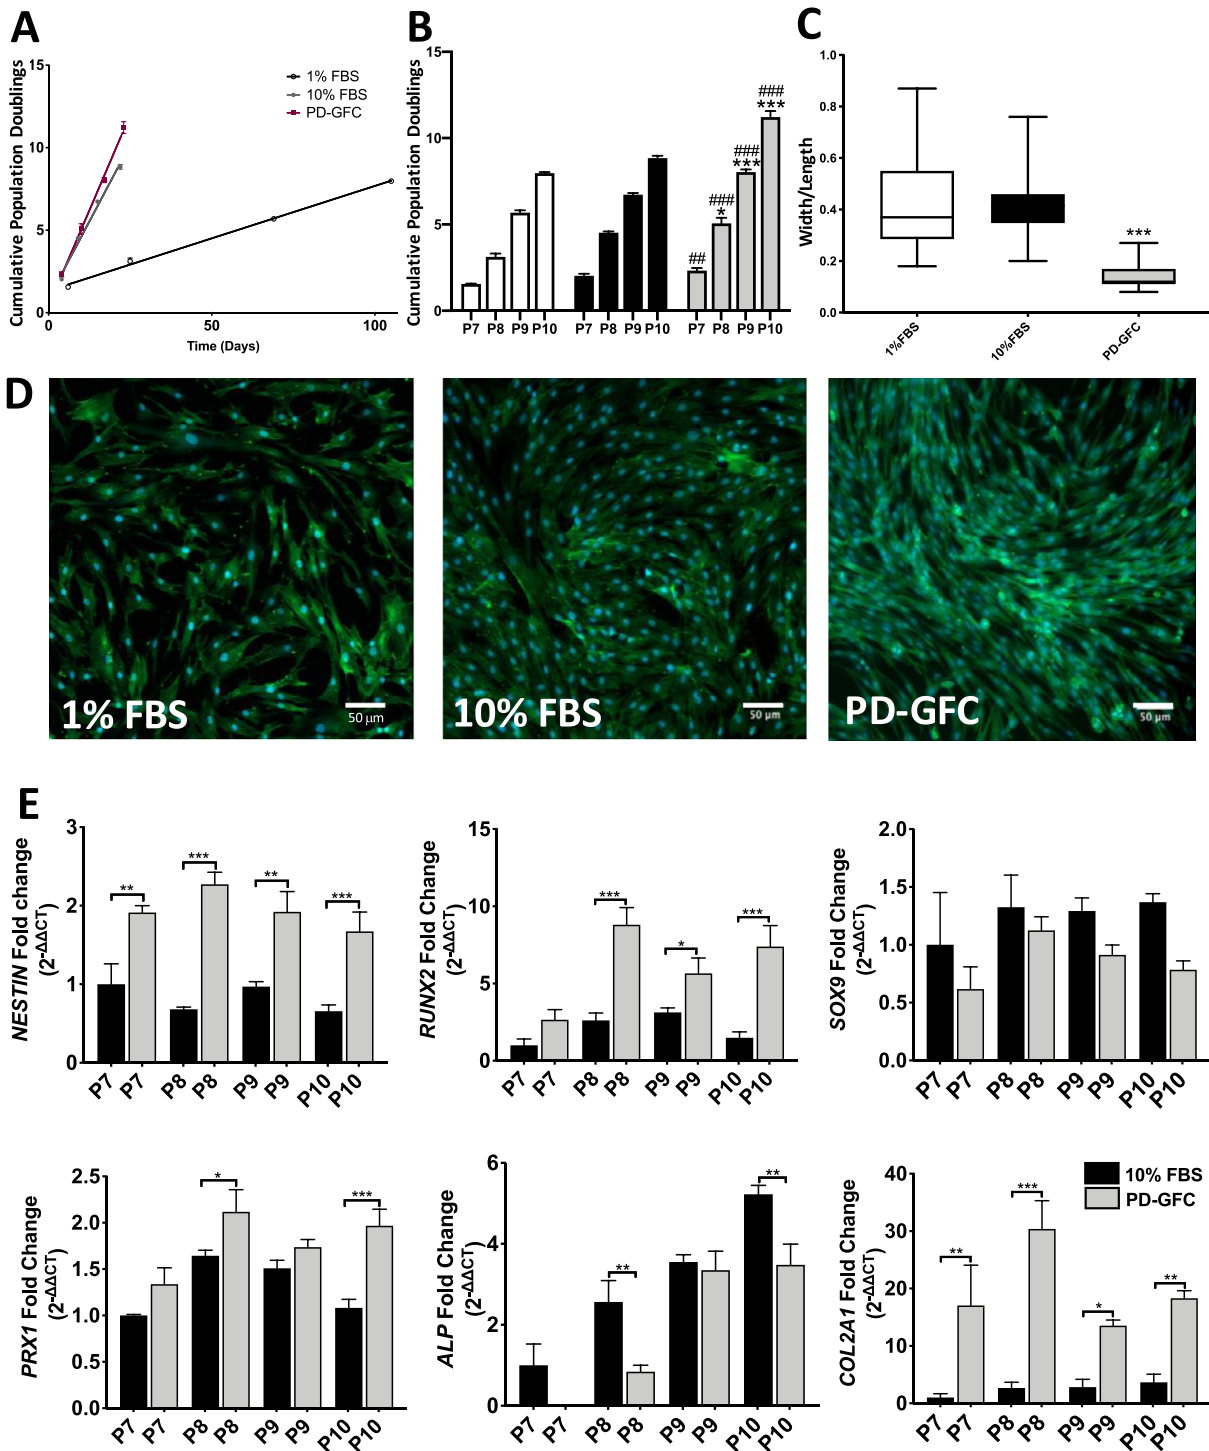 A
Cumulative Population Doublings
15
10
5
0
0
50
100
Time (Days)
1% FBS
10% FBS
PD-GFC
B
Cumulative Population Doublings
15
10
5
0
##
###
*
###
***
###
***
P7 P8 P9 P10 P7 P8 P9 P10 P7 P8 P9 P10
C
Width/Length
1.0
0.8
0.6
0.4
0.2
0.0
***
1%FBS
10%FBS
PD-GFC
D
1% FBS
50 µm
10% FBS
50 µm
PD-GFC
50 µm
E
NESTIN Fold change
(2-ΔΔCT)
3
2
1
0
** *** ** ***
P7 P7 P8 P8 P9 P9 P10 P10
RUNX2 Fold Change
(2-ΔΔCT)
15
10
5
0
*** * ***
P7 P7 P8 P8 P9 P9 P10 P10
SOX9 Fold Change
(2-ΔΔCT)
2.0
1.5
1.0
0.5
0.0
P7 P7 P8 P8 P9 P9 P10 P10
PRX1 Fold Change
(2-ΔΔCT)
2.5
2.0
1.5
1.0
0.5
0.0
* ***
P7 P7 P8 P8 P9 P9 P10 P10
ALP Fold Change
(2-ΔΔCT)
6
4
2
0
** **
P7 P7 P8 P8 P9 P9 P10 P10
COL2A1 Fold Change
(2-ΔΔCT)
40
30
20
10
0
** *** * **
P7 P7 P8 P8 P9 P9 P10 P10
10% FBS
PD-GFC